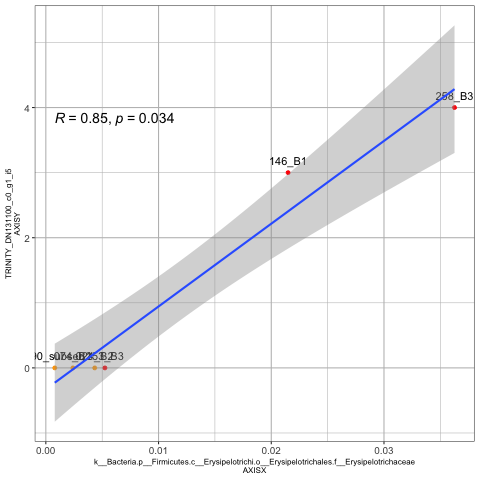 258_B3
R = 0.85, p = 0.034
146_B1
4
2
0
0.00
0.01
0.02
0.03
k__Bacteria.p__Firmicutes.c__Erysipelotrichi.o__Erysipelotrichales.f__Erysipelotrichaceae
AXISX
TRINITY_DN131100_c0_g1_i5
AXISY